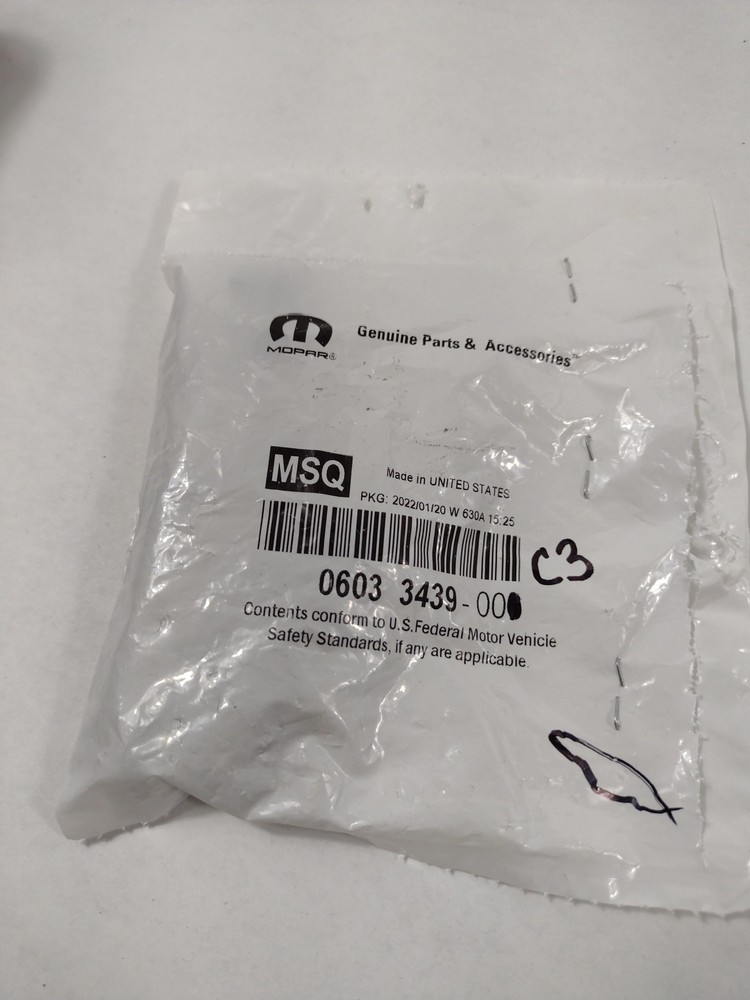 MOPAR®
Genuine Parts & Accessories™
MSQ
Made in UNITED STATES
PKG: 2022/01/20 W 630A 15:25
C3
0603 3439-00
Contents conform to U.S.Federal Motor Vehicle
Safety Standards, if any are applicable.